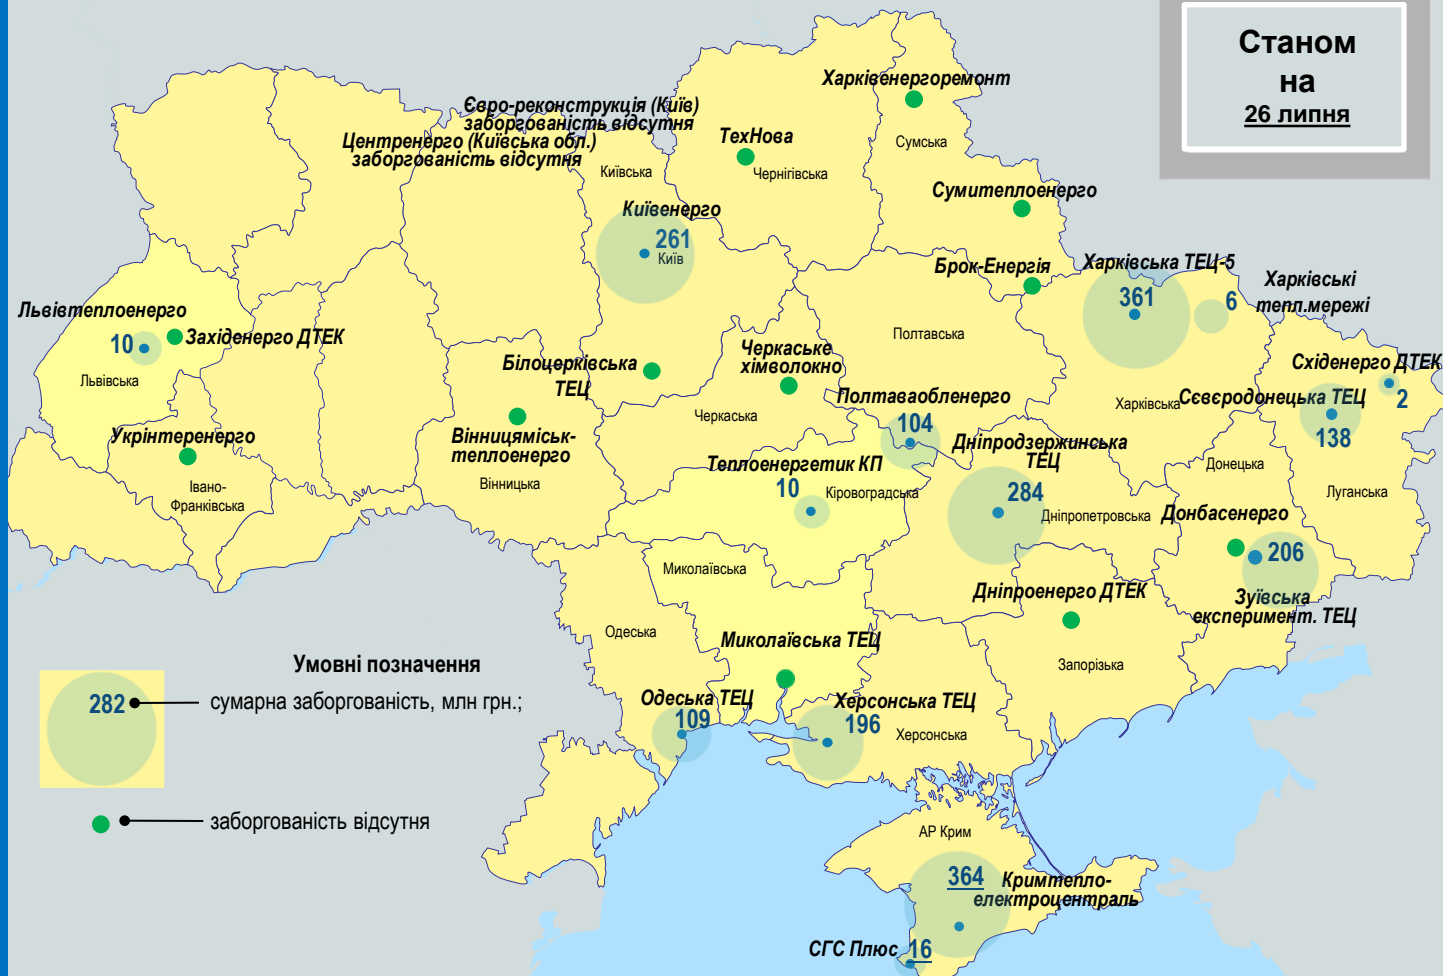 Станом
на
26 липня
Харківенергоремонт
Євро-реконструкція (Київ)
заборгованість відсутня
Центренерго (Київська обл.)
заборгованість відсутня
ТехНова
Сумська
Київська
Чернігівська
Сумитеплоенерго
Київенерго
261
Київ
Брок-Енергія
Харківська ТЕЦ-5
361
6
Харківські
тепл.мережі
Львівтеплоенерго
10
Західенерго ДТЕК
Львівська
Полтавська
Білоцерківська
ТЕЦ
Черкаське
хімволокно
Східенерго ДТЕК
2
Полтаваобленерго
104
Харківська
Сєвєродонецька ТЕЦ
138
Черкаська
Укрінтеренерго
Вінницяміськ-
теплоенерго
Вінницька
Дніпродзержинська
ТЕЦ
284
Теплоенергетик КП
10
Кіровоградська
Донецька
Івано-
Франківська
Луганська
Дніпропетровська
Донбасенерго
206
Зуївська
експеримент. ТЕЦ
Миколаївська
Дніпроенерго ДТЕК
Одеська
Миколаївська ТЕЦ
Запорізька
Умовні позначення
282
сумарна заборгованість, млн грн.;
Одеська ТЕЦ
109
Херсонська ТЕЦ
196
Херсонська
заборгованість відсутня
АР Крим
364
Кримтепло-
електроцентраль
СГС Плюс
16